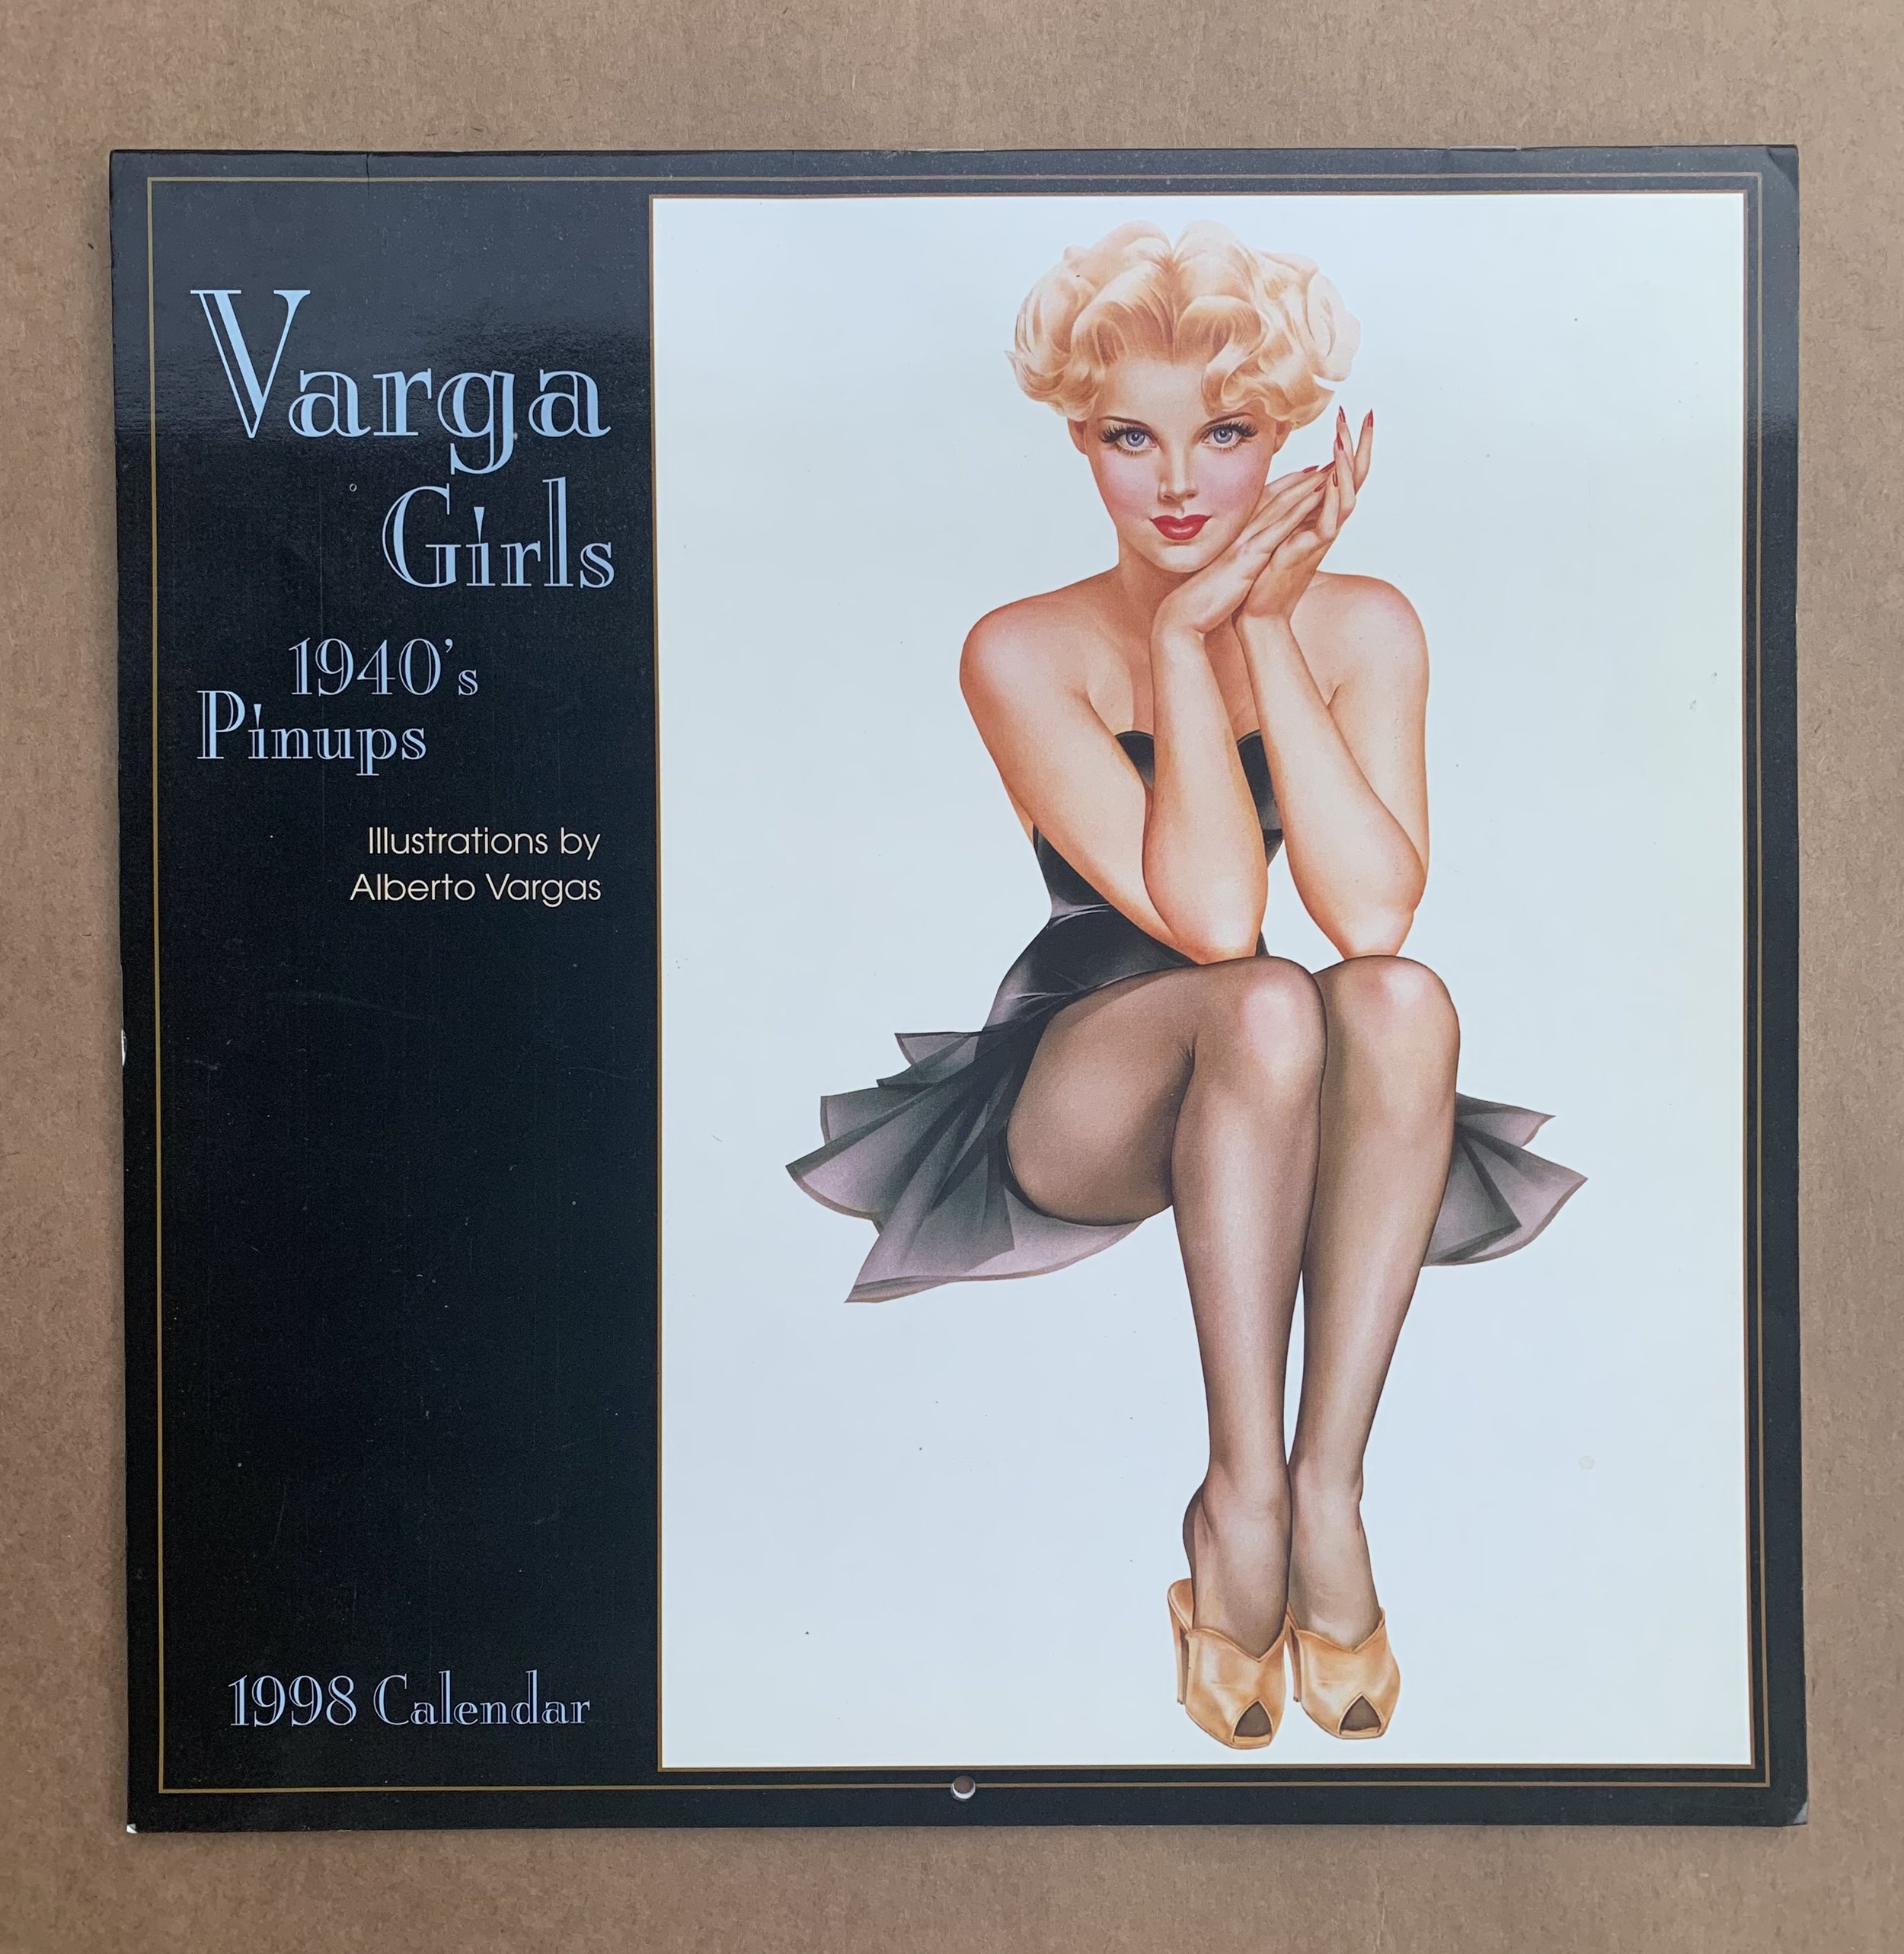 Varga
Girls
1940's
Pinups
Illustrations by
Alberto Vargas
1998 Calendar